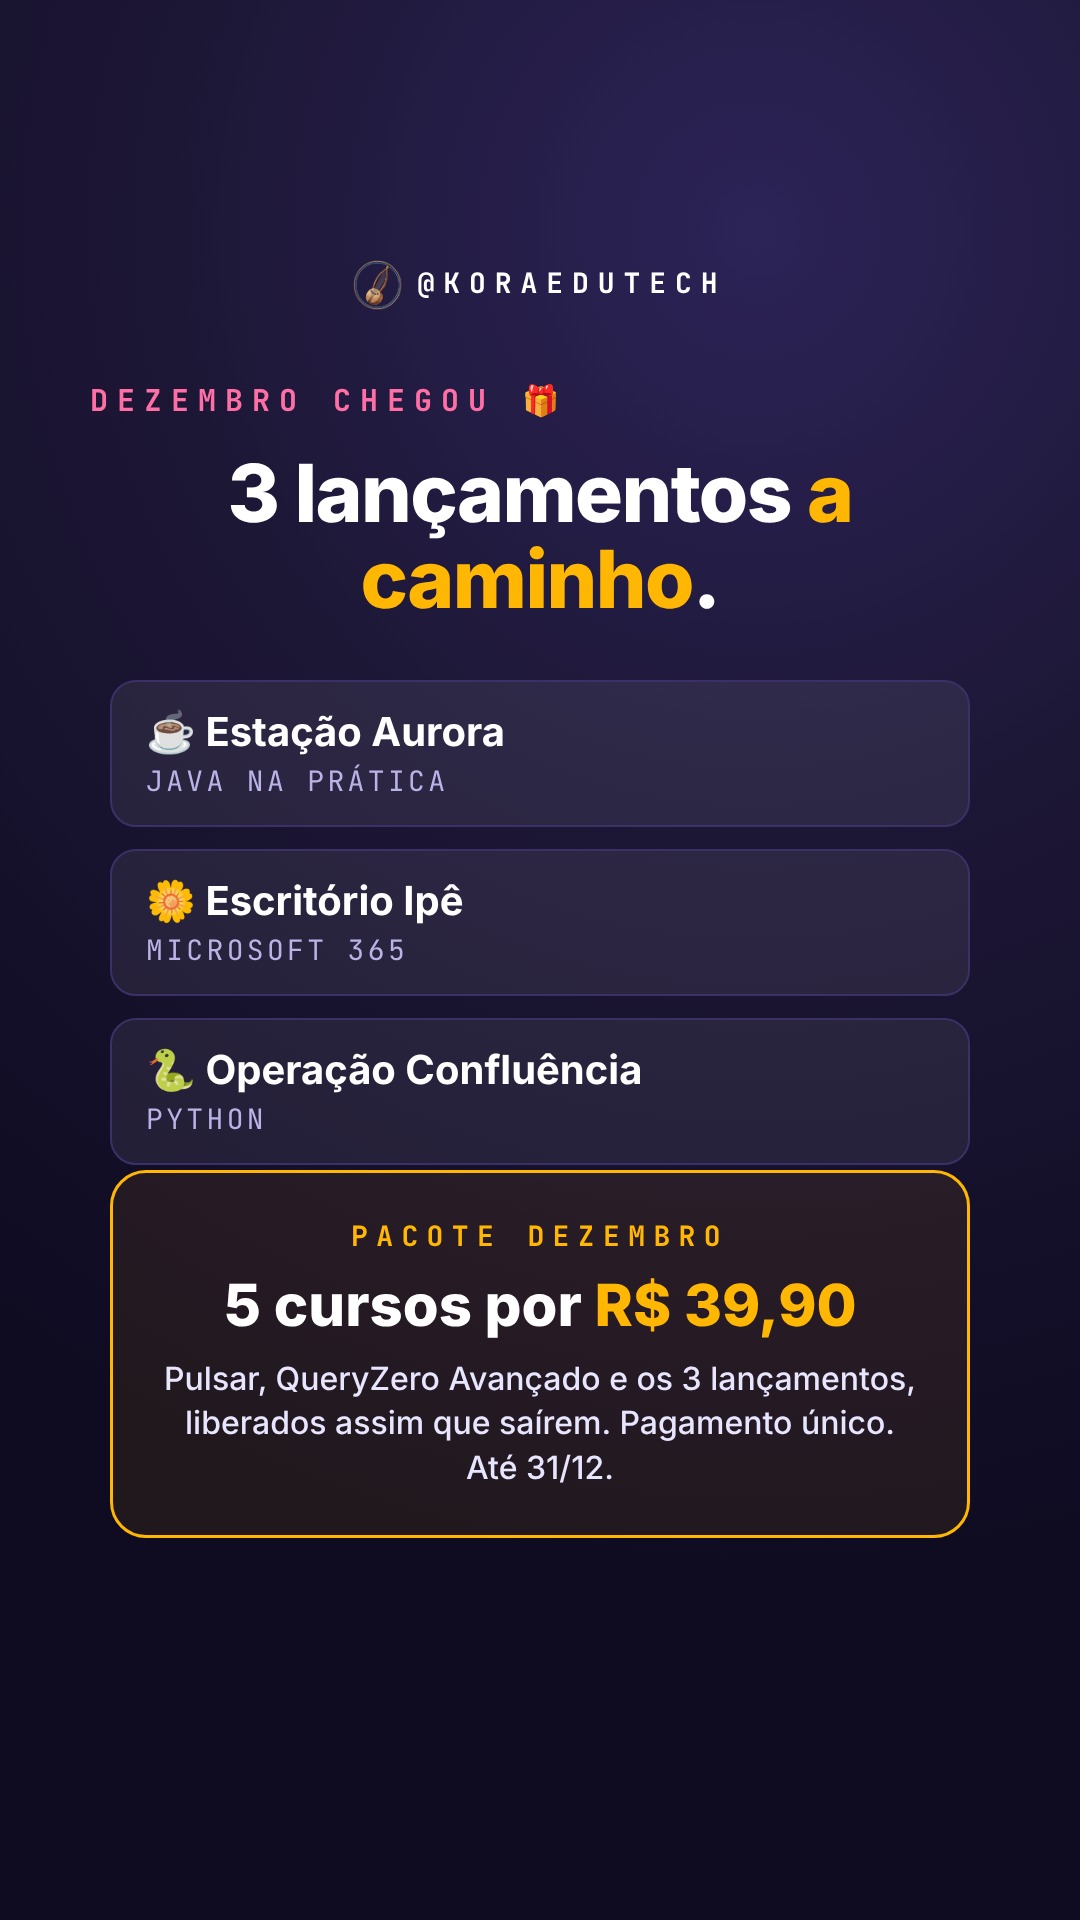 @KORAEDUTECH
DEZEMBRO CHEGOU 🎁
3 lançamentos a
caminho.
☕ Estação Aurora
JAVA NA PRÁTICA
🌼 Escritório Ipê
MICROSOFT 365
🐍 Operação Confluência
PYTHON
PACOTE DEZEMBRO
5 cursos por R$ 39,90
Pulsar, QueryZero Avançado e os 3 lançamentos,
liberados assim que saírem. Pagamento único.
Até 31/12.